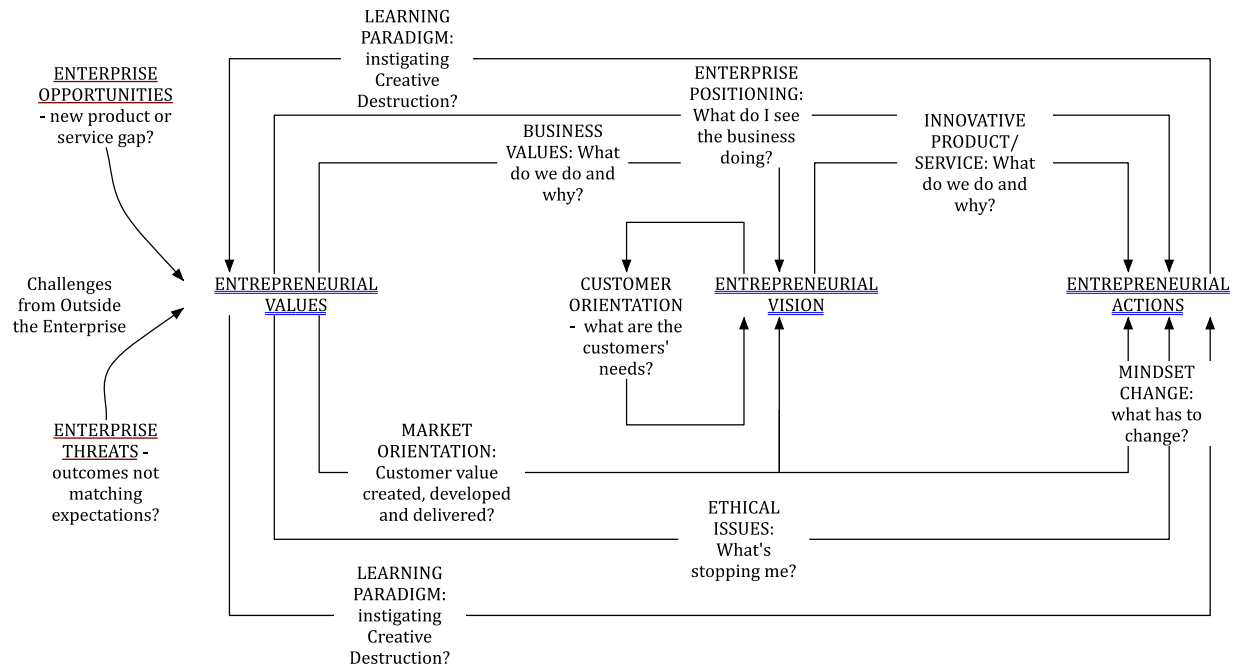 LEARNING
PARADIGM:
instigating
Creative
Destruction?
ENTERPRISE
OPPORTUNITIES
- new product or
service gap?
ENTERPRISE
POSITIONING:
What do I see
the business
doing?
BUSINESS
VALUES: What
do we do and
why?
INNOVATIVE
PRODUCT/
SERVICE: What
do we do and
why?
Challenges
from Outside
the Enterprise
ENTREPRENEURIAL
VALUES
CUSTOMER
ORIENTATION
- what are the
customers'
needs?
ENTREPRENEURIAL
VISION
ENTREPRENEURIAL
ACTIONS
MINDSET
CHANGE:
what has to
change?
ENTERPRISE
THREATS -
outcomes not
matching
expectations?
MARKET
ORIENTATION:
Customer value
created, developed
and delivered?
ETHICAL
ISSUES:
What's
stopping me?
LEARNING
PARADIGM:
instigating
Creative
Destruction?